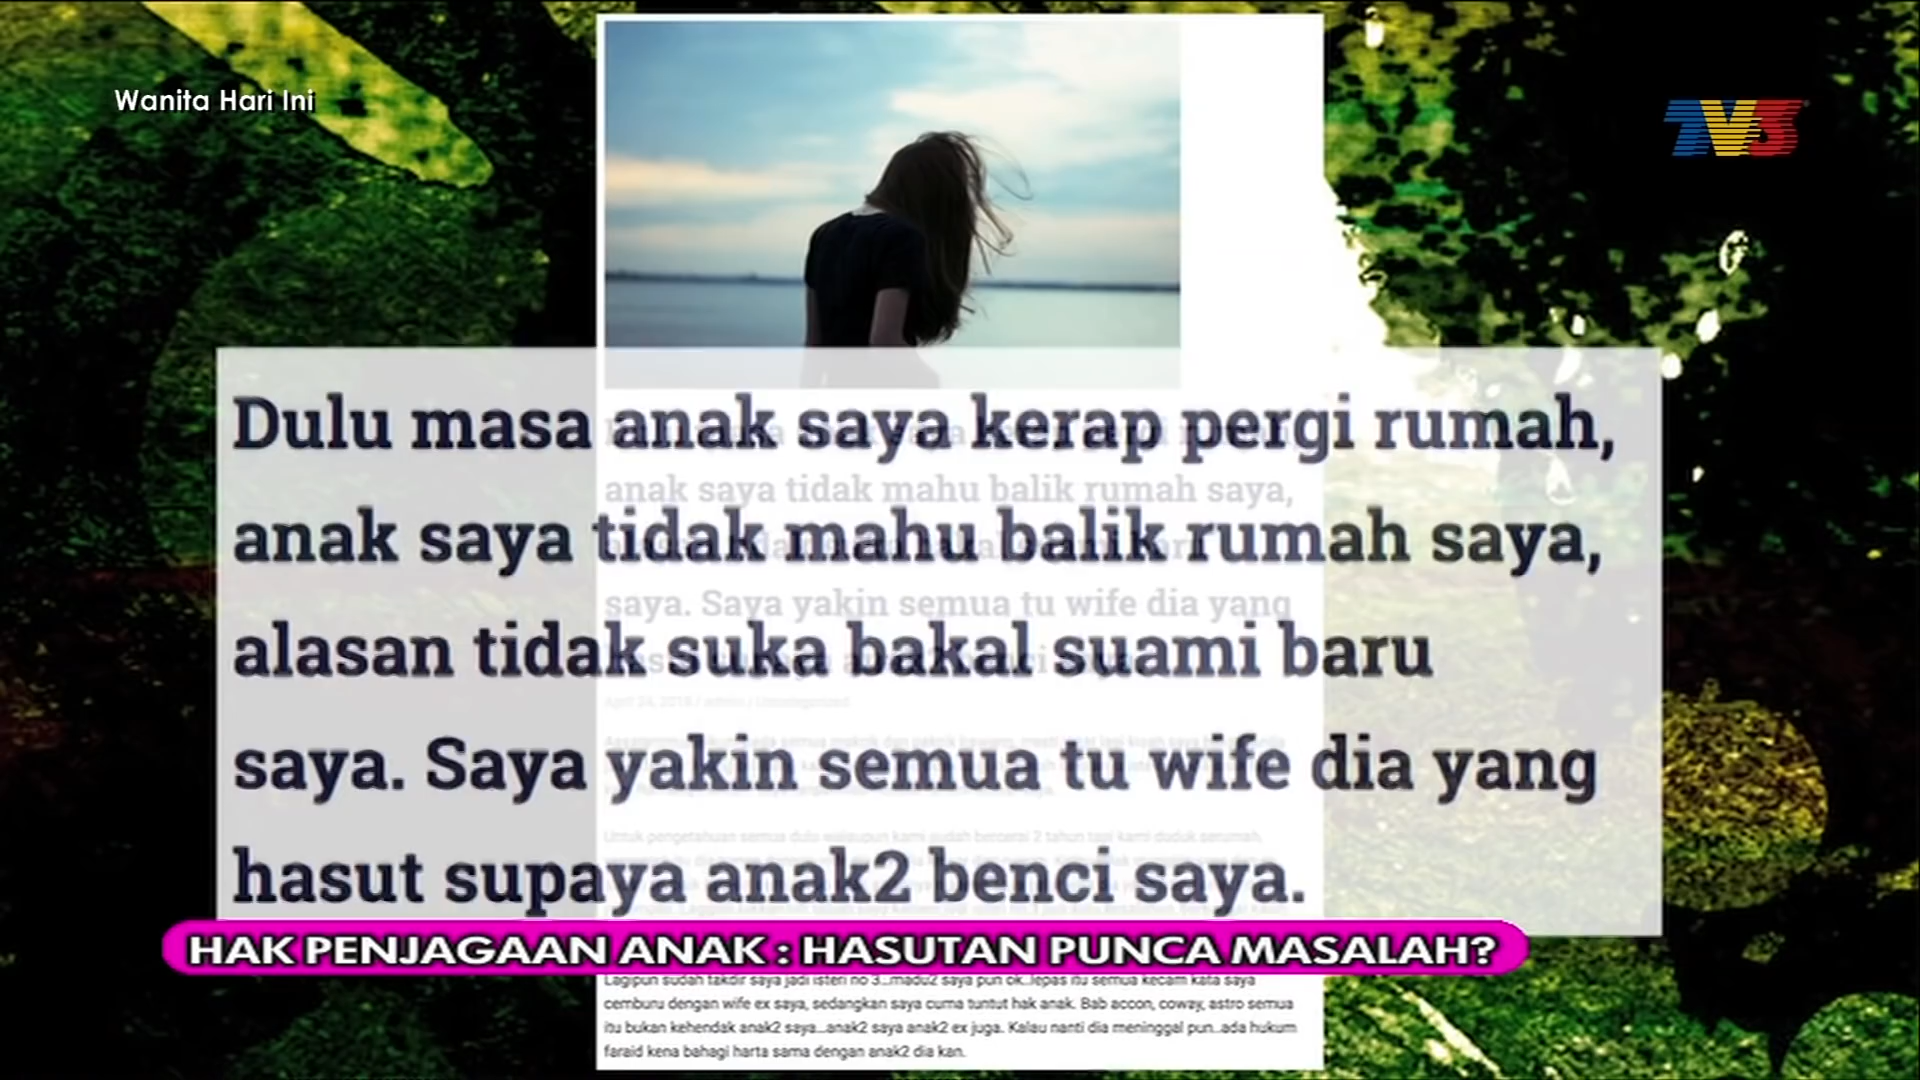 Wanita Hari Ini
TV3
Dulu masa anak saya kerap pergi rumah,
anak saya tidak mahu balik rumah saya,
alasan tidak suka bakal suami baru
saya. Saya yakin semua tu wife dia yang
hasut supaya anak2 benci saya.
HAK PENJAGAAN ANAK : HASUTAN PUNCA MASALAH?
Lagipun sudah takdir saya jadi isteri no 3...madu2 saya pun ok..lepas itu semua kecam kata saya
cemburu dengan wife ex saya, sedangkan saya cuma tuntut hak anak. Bab accon, coway, astro semua
itu bukan kehendak anak2 saya...anak2 saya anak2 ex juga. Kalau nanti dia meninggal pun..ada hukum
faraid kena bahagi harta sama dengan anak2 dia kan.